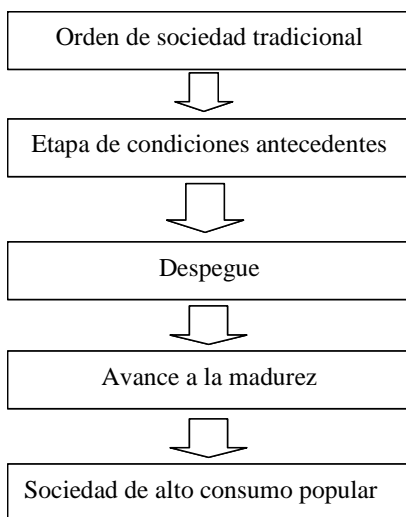 Orden de sociedad tradicional
Etapa de condiciones antecedentes
Despegue
Avance a la madurez
Sociedad de alto consumo popular